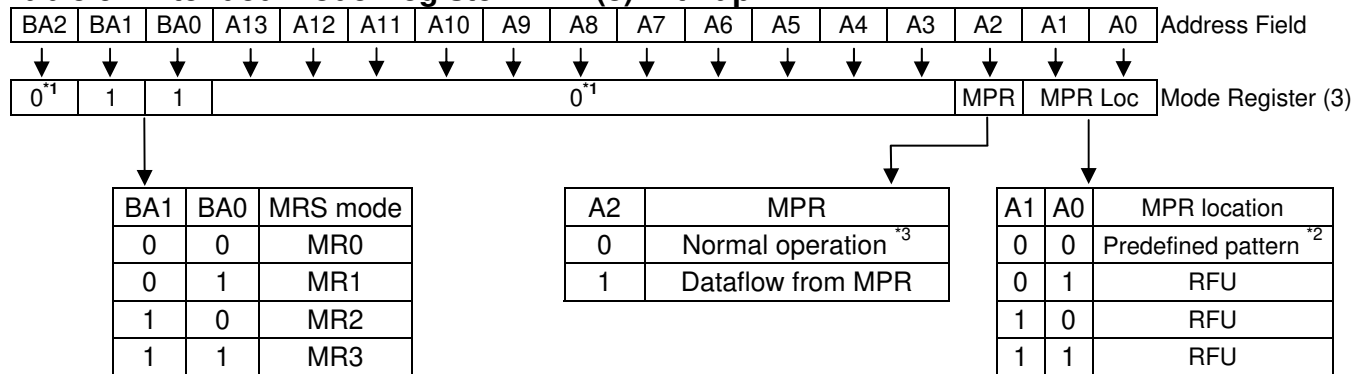 BA2 BA1 BA0 A13 A12 A11 A10 A9 A8 A7 A6 A5 A4 A3 A2 A1 A0 Address Field
0*1 1 1 0*1 MPR MPR Loc Mode Register (3)
BA1 BA0 MRS mode
0 0 MR0
0 1 MR1
1 0 MR2
1 1 MR3
A2 MPR
0 Normal operation *3
1 Dataflow from MPR
A1 A0 MPR location
0 0 Predefined pattern *2
0 1 RFU
1 0 RFU
1 1 RFU